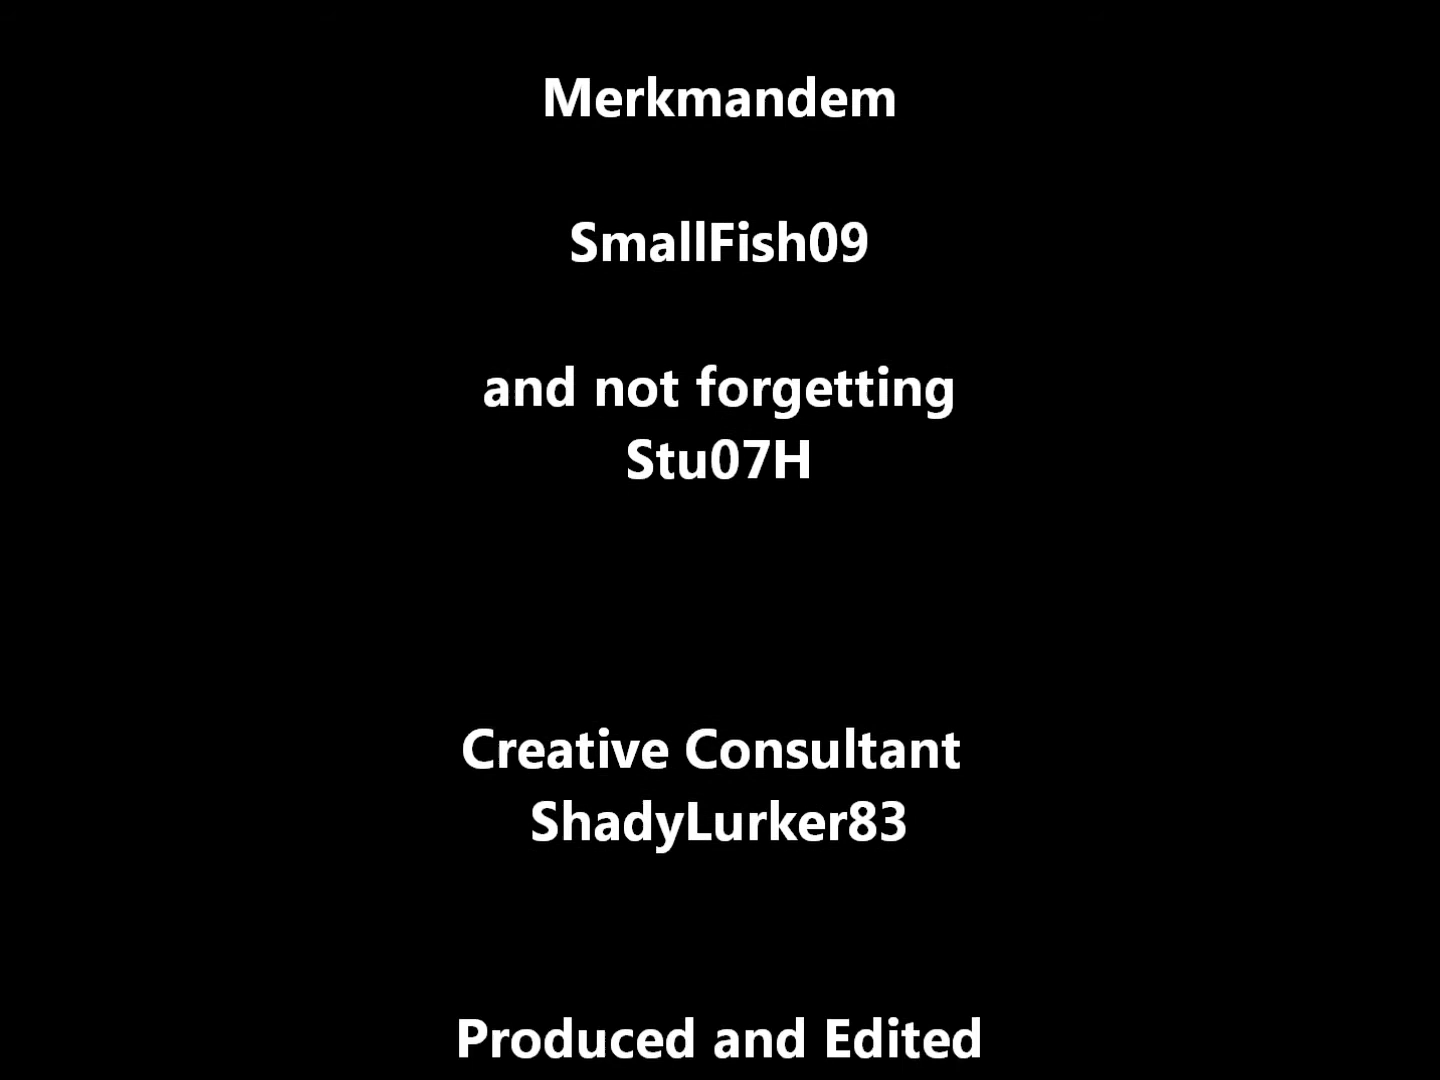 Merkmandem
SmallFish09
and not forgetting
Stu07H
Creative Consultant
ShadyLurker83
Produced and Edited